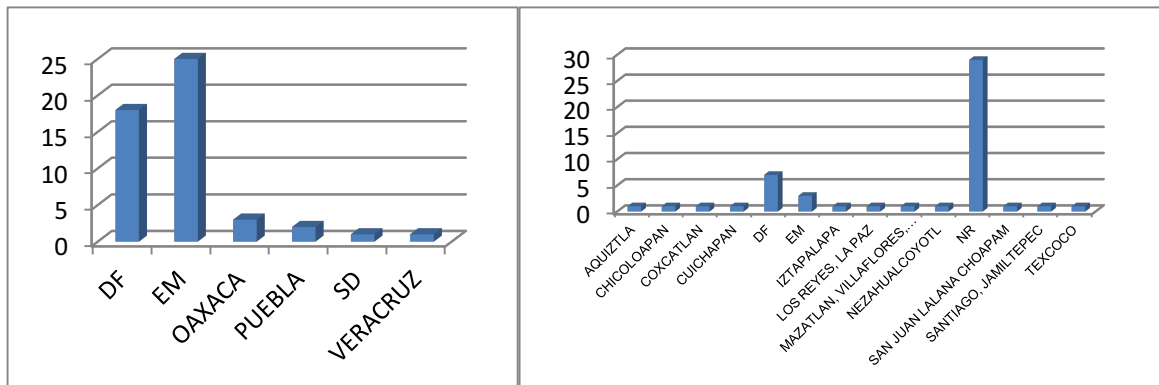 25
20
15
10
5
0
DF
EM
OAXACA
PUEBLA
SD
VERACRUZ
30
25
20
15
10
5
0
AQUIZTLA
CHICOLOAPAN
COXCATLAN
CUICHAPAN
DF
EM
IZTAPALAPA
LOS REYES, LA PAZ
MAZATLAN, VILLAFLORES,…
NEZAHUALCOYOTL
NR
SAN JUAN LALANA CHOAPAM
SANTIAGO, JAMILTEPEC
TEXCOCO